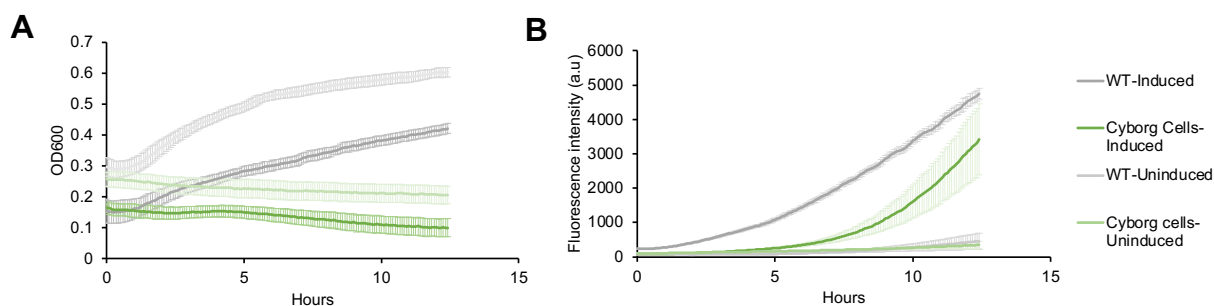 A
0.7
0.6
0.5
0.4
0.3
0.2
0.1
0
OD600
0
5
10
15
Hours
B
6000
5000
4000
3000
2000
1000
0
Fluorescence intensity (a.u)
0
5
10
15
Hours
WT-Induced
Cyborg Cells-
Induced
WT-Uninduced
Cyborg cells-
Uninduced